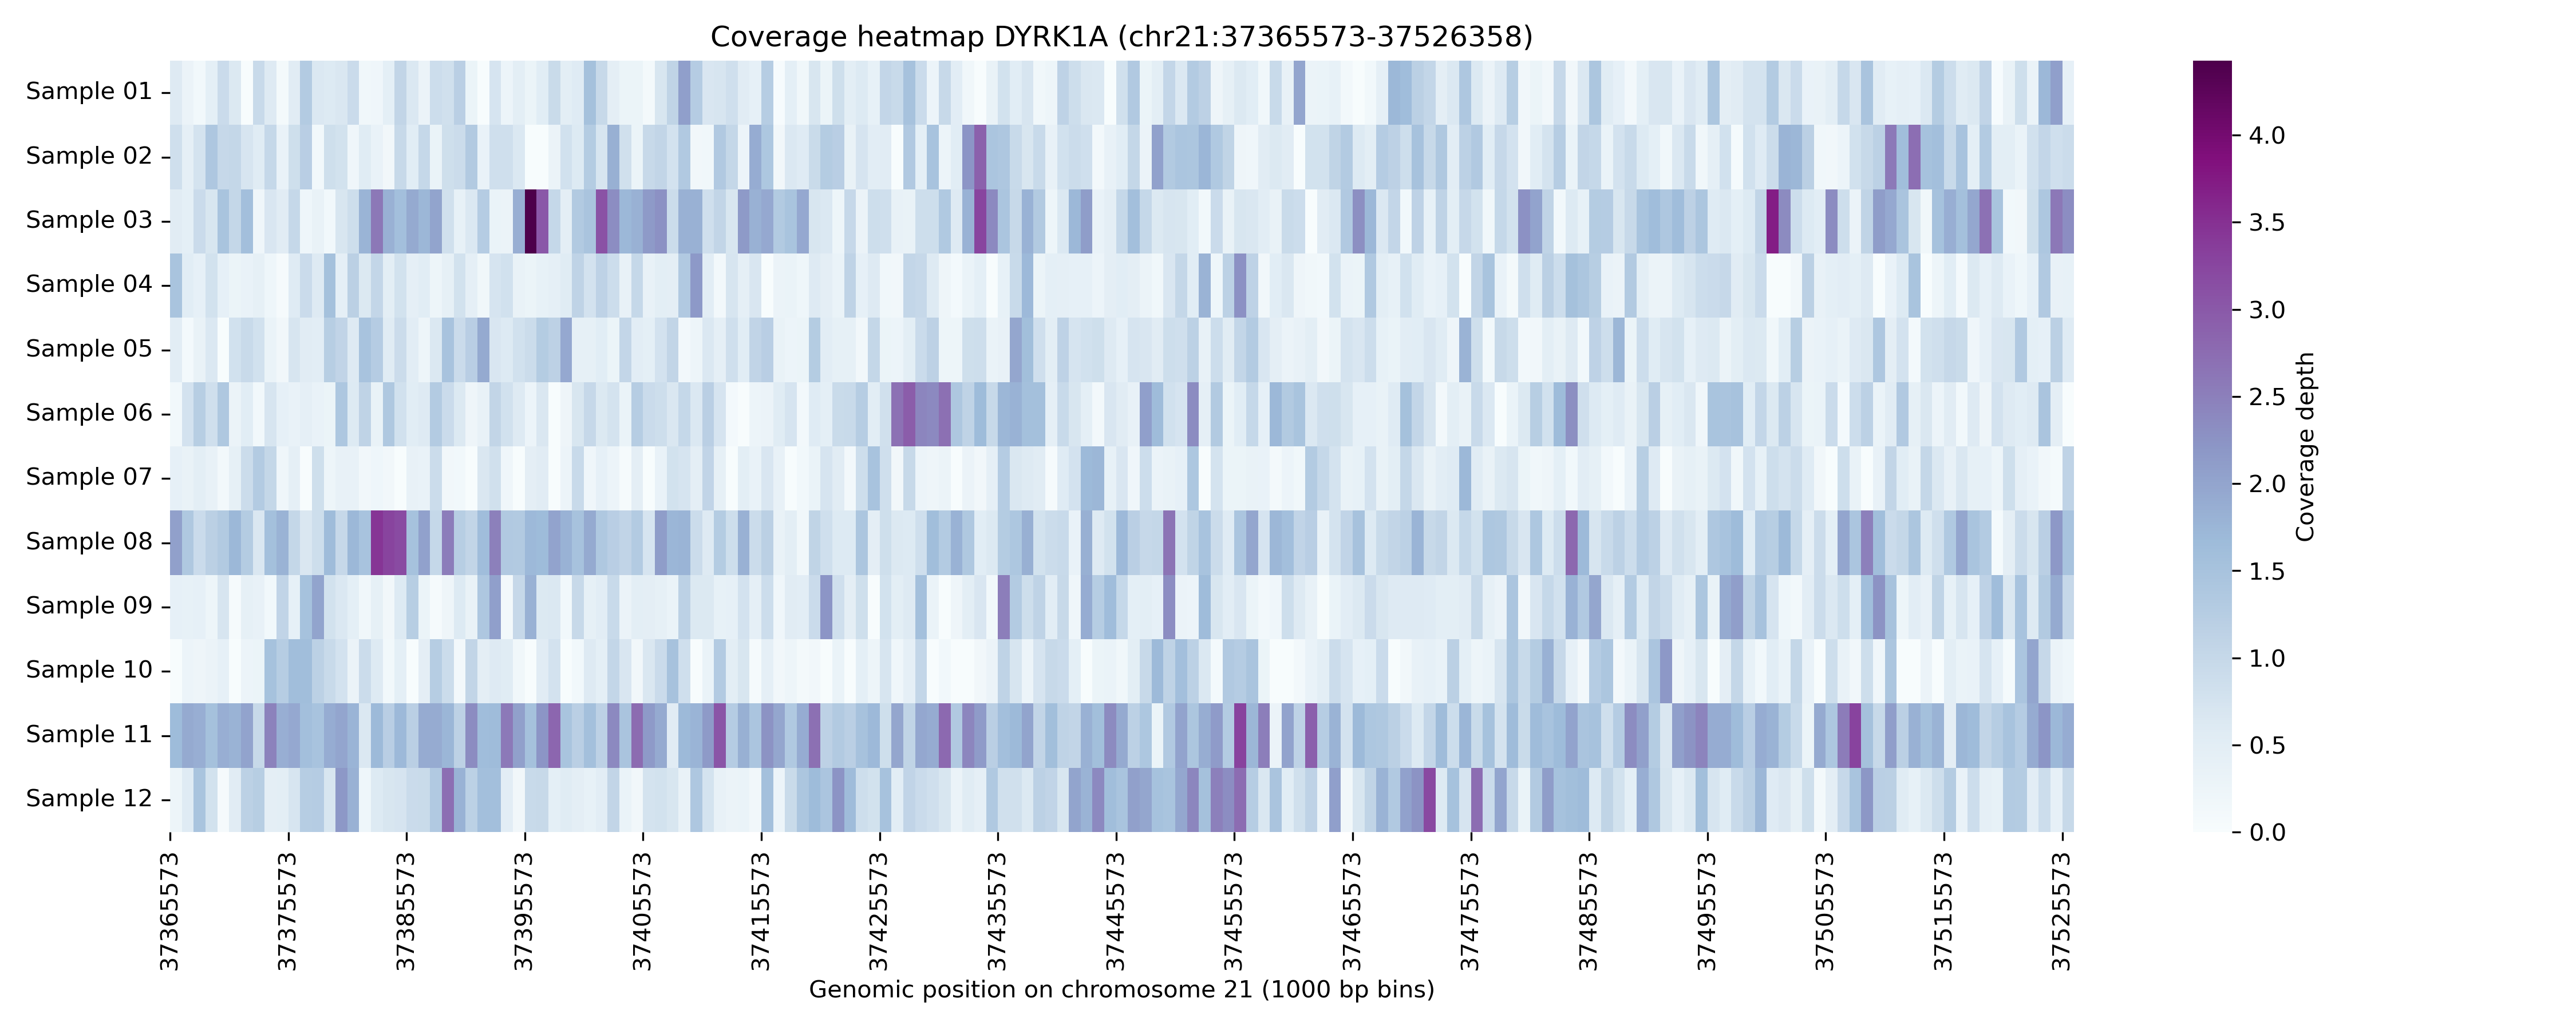 Coverage heatmap DYRK1A (chr21:37365573-37526358)
Sample 01
Sample 02
Sample 03
Sample 04
Sample 05
Sample 06
Sample 07
Sample 08
Sample 09
Sample 10
Sample 11
Sample 12
37365573
37375573
37385573
37395573
37405573
37415573
37425573
37435573
37445573
37455573
37465573
37475573
37485573
37495573
37505573
37515573
37525573
Genomic position on chromosome 21 (1000 bp bins)
4.0
3.5
3.0
2.5
2.0
1.5
1.0
0.5
0.0
Coverage depth